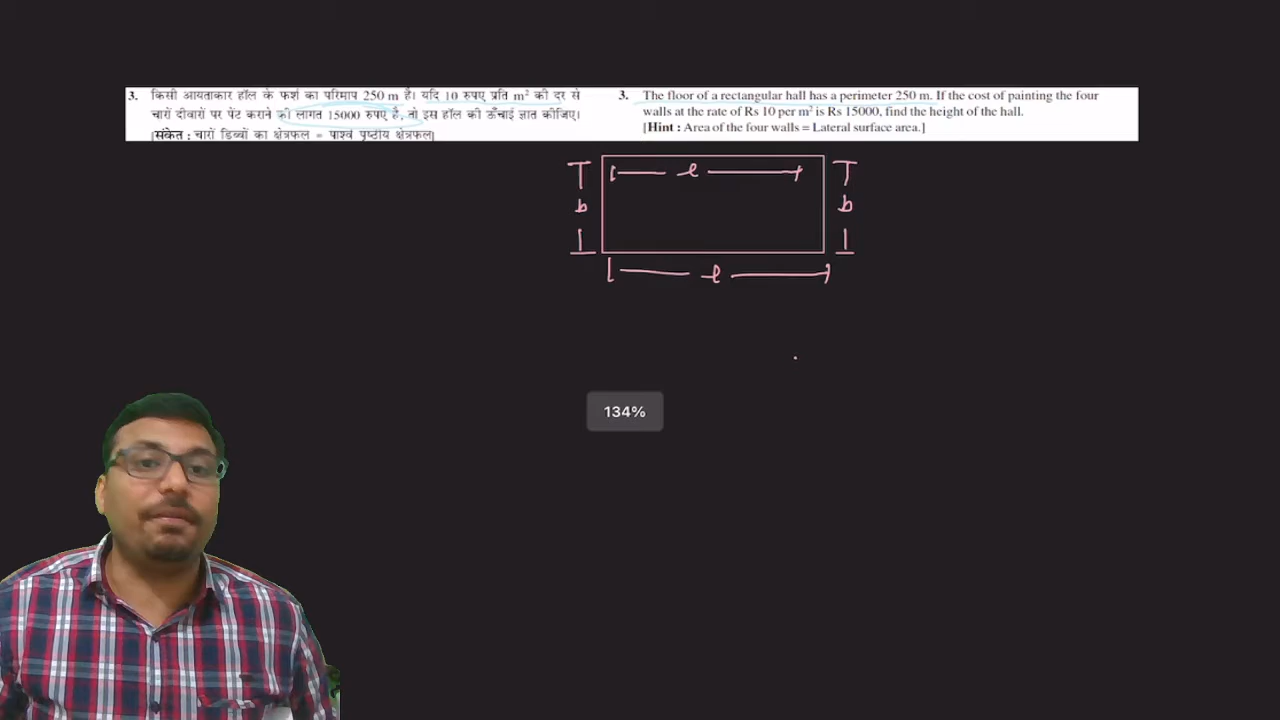 3. किसी आयताकार हॉल के फर्श का परिमाप 250 m है। यदि 10 रुपए प्रति m² की दर से
चारों दीवारों पर पेंट कराने की लागत 15000 रुपए है, तो इस हॉल की ऊँचाई ज्ञात कीजिए।
[संकेत : चारों डिब्बों का क्षेत्रफल = पार्श्व पृष्ठीय क्षेत्रफल]
3. The floor of a rectangular hall has a perimeter 250 m. If the cost of painting the four
walls at the rate of Rs 10 per m² is Rs 15000, find the height of the hall.
[Hint : Area of the four walls = Lateral surface area.]
l
b
b
l
134%